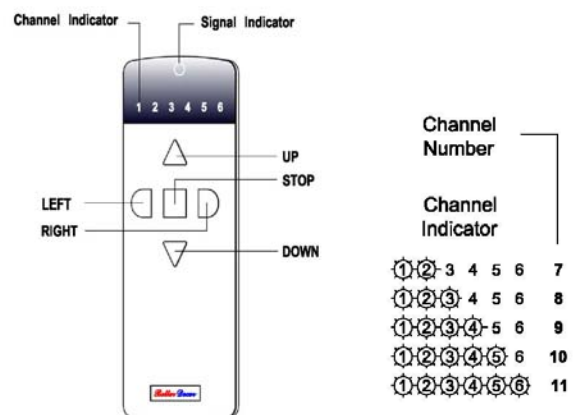 Channel Indicator
Signal Indicator
1 2 3 4 5 6
UP
STOP
LEFT
RIGHT
DOWN
Channel
Number
Channel
Indicator
1 2 3 4 5 6 7
1 2 3 4 5 6 8
1 2 3 4 5 6 9
1 2 3 4 5 6 10
1 2 3 4 5 6 11